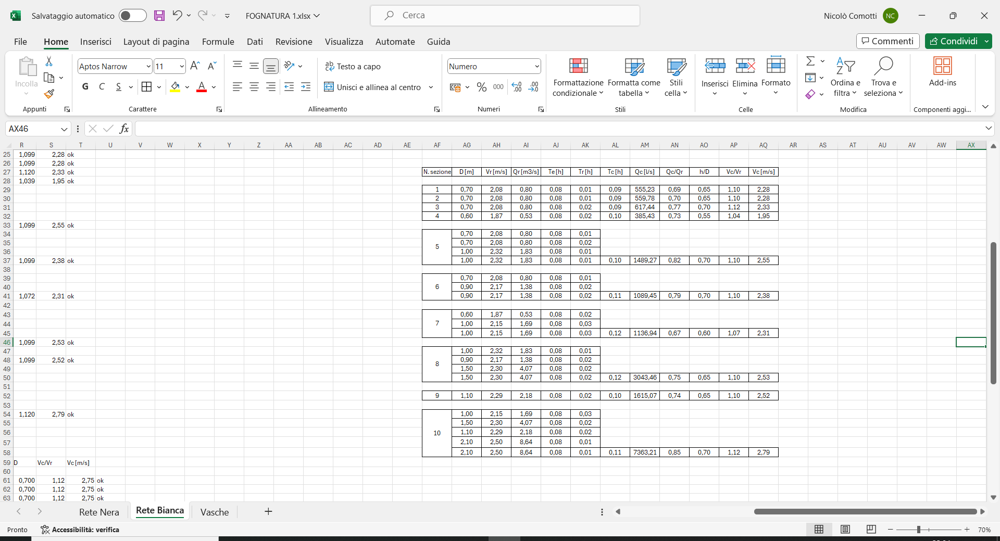 Salvataggio automatico FOGNATURA 1.xlsx Cerca Nicolò Comotti NC
File Home Inserisci Layout di pagina Formule Dati Revisione Visualizza Automate Guida Commenti Condividi
Incolla Aptos Narrow 11 Testo a capo Numero Formattazione condizionale Formatta come tabella Stili cella Inserisci Elimina Formato Ordina e filtra Trova e seleziona Add-ins
G C S Unisci e allinea al centro % 000
Appunti Carattere Allineamento Numeri Stili Celle Modifica Componenti aggi...
AX46 fx
R S T U V W X Y Z AA AB AC AD AE AF AG AH AI AJ AK AL AM AN AO AP AQ AR AS AT AU AV AW AX
25 1,099 2,28 ok
26 1,099 2,28 ok
27 1,120 2,33 ok N. sezione D [m] Vr [m/s] Qr [m3/s] Te [h] Tr [h] Tc [h] Qc [l/s] Qc/Qr h/D Vc/Vr Vc [m/s]
28 1,039 1,95 ok
29 1 0,70 2,08 0,80 0,08 0,01 0,09 555,23 0,69 0,65 1,10 2,28
30 2 0,70 2,08 0,80 0,08 0,01 0,09 559,78 0,70 0,65 1,10 2,28
31 3 0,70 2,08 0,80 0,08 0,02 0,09 617,44 0,77 0,70 1,12 2,33
32 4 0,60 1,87 0,53 0,08 0,02 0,10 385,43 0,73 0,55 1,04 1,95
33 1,099 2,55 ok
34 0,70 2,08 0,80 0,08 0,01
35 5 0,70 2,08 0,80 0,08 0,02
36 1,00 2,32 1,83 0,08 0,01
37 1,099 2,38 ok 1,00 2,32 1,83 0,08 0,01 0,10 1489,27 0,82 0,70 1,10 2,55
38
39 0,70 2,08 0,80 0,08 0,01
40 6 0,90 2,17 1,38 0,08 0,02
41 1,072 2,31 ok 0,90 2,17 1,38 0,08 0,02 0,11 1089,45 0,79 0,70 1,10 2,38
42
43 0,60 1,87 0,53 0,08 0,02
44 7 1,00 2,15 1,69 0,08 0,03
45 1,00 2,15 1,69 0,08 0,03 0,12 1136,94 0,67 0,60 1,07 2,31
46 1,099 2,53 ok
47 1,00 2,32 1,83 0,08 0,01
48 1,099 2,52 ok 8 0,90 2,17 1,38 0,08 0,02
49 1,50 2,30 4,07 0,08 0,02
50 1,50 2,30 4,07 0,08 0,02 0,12 3043,46 0,75 0,65 1,10 2,53
51
52 9 1,10 2,29 2,18 0,08 0,02 0,10 1615,07 0,74 0,65 1,10 2,52
53
54 1,120 2,79 ok 1,00 2,15 1,69 0,08 0,03
55 1,50 2,30 4,07 0,08 0,02
56 10 1,10 2,29 2,18 0,08 0,02
57 2,10 2,50 8,64 0,08 0,01
58 2,10 2,50 8,64 0,08 0,01 0,11 7363,21 0,85 0,70 1,12 2,79
59 D Vc/Vr Vc [m/s]
60
61 0,700 1,12 2,75 ok
62 0,700 1,12 2,75 ok
63 0,700 1,12 2,75 ok
Rete Nera Rete Bianca Vasche
Pronto Accessibilità: verifica 70%